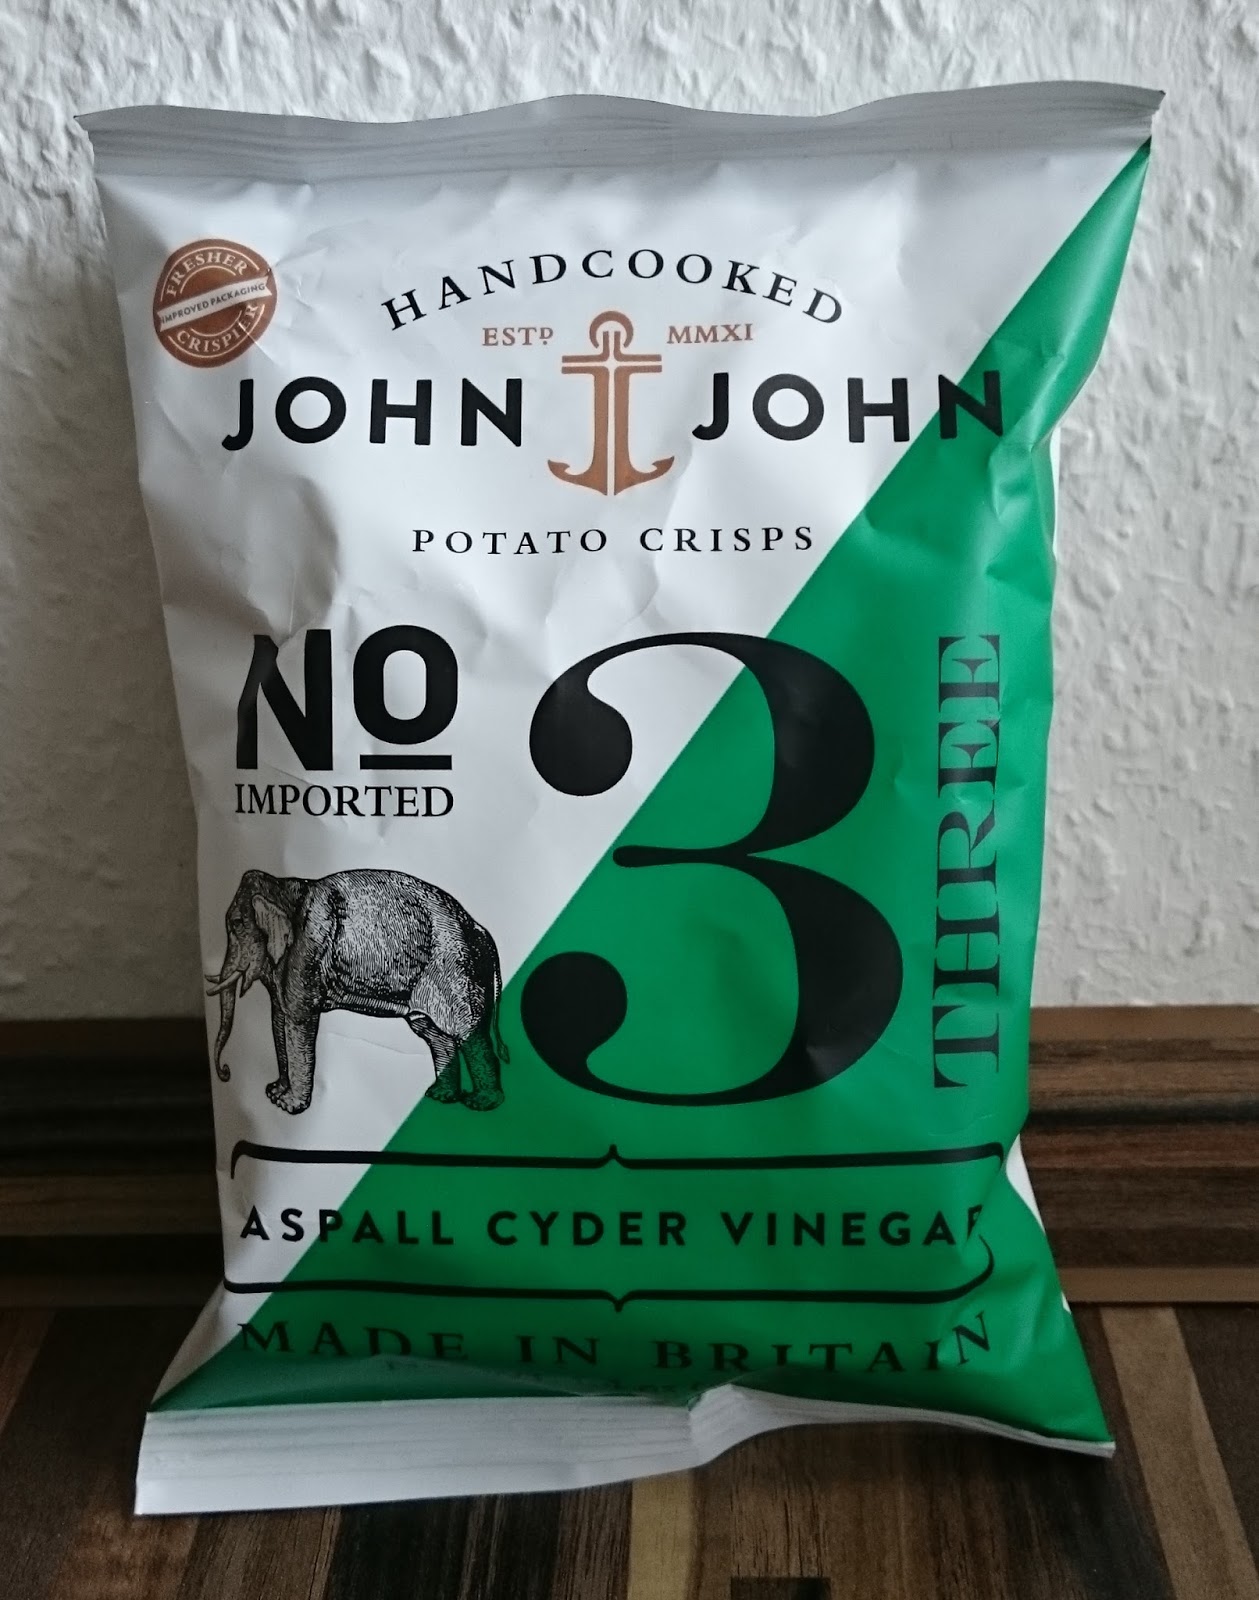 FRESHER
IMPROVED PACKAGING
CRISPIER
HANDCOOKED
ESTD MMXI
JOHN JOHN
POTATO CRISPS
NO 3
IMPORTED
THREE
ASPALL CYDER VINEGAR
MADE IN BRITAIN